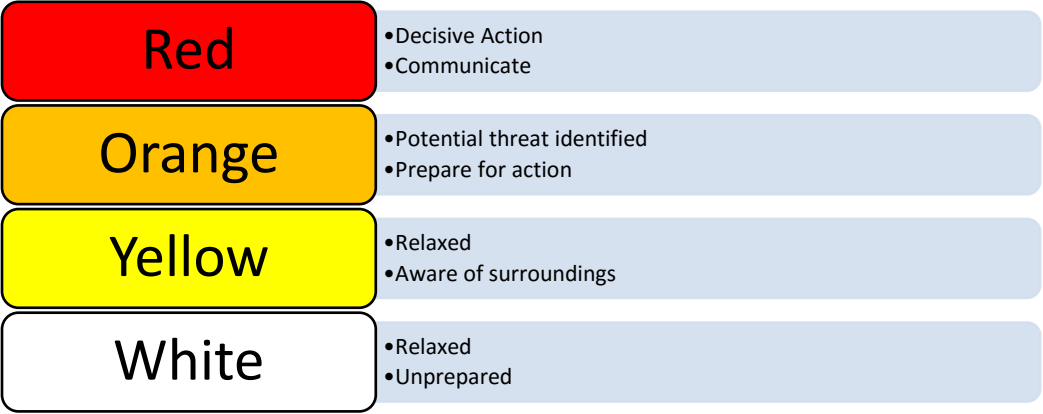 Red
•Decisive Action
•Communicate
Orange
•Potential threat identified
•Prepare for action
Yellow
•Relaxed
•Aware of surroundings
White
•Relaxed
•Unprepared